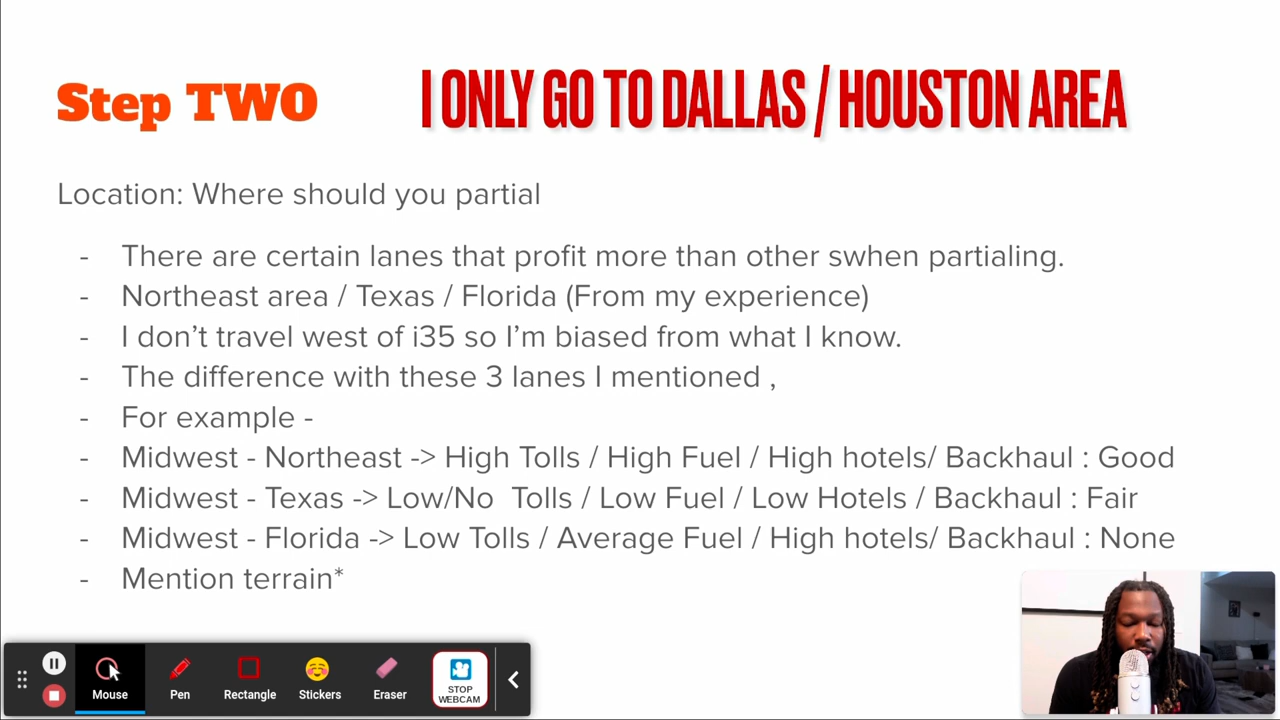 Step TWO
I ONLY GO TO DALLAS / HOUSTON AREA
Location: Where should you partial
- There are certain lanes that profit more than other swhen partialing.
- Northeast area / Texas / Florida (From my experience)
- I don’t travel west of i35 so I’m biased from what I know.
- The difference with these 3 lanes I mentioned ,
- For example -
- Midwest - Northeast -> High Tolls / High Fuel / High hotels/ Backhaul : Good
- Midwest - Texas -> Low/No  Tolls / Low Fuel / Low Hotels / Backhaul : Fair
- Midwest - Florida -> Low Tolls / Average Fuel / High hotels/ Backhaul : None
- Mention terrain*
Mouse
Pen
Rectangle
Stickers
Eraser
STOP
WEBCAM